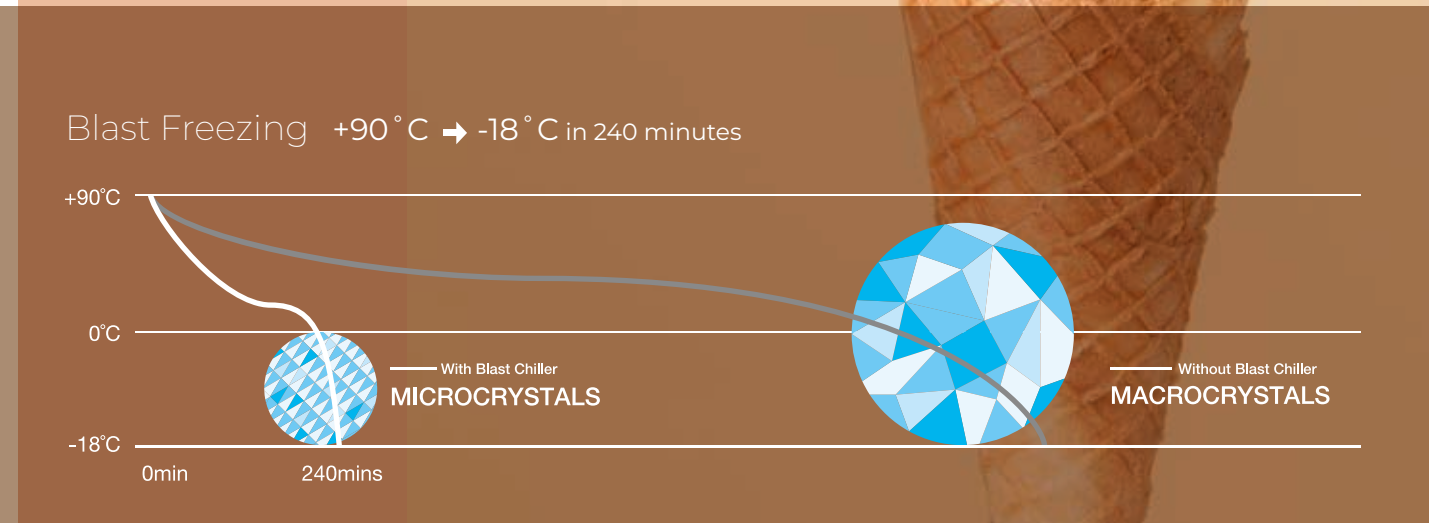 Blast Freezing +90°C → -18°C in 240 minutes
+90°C
0°C
With Blast Chiller
MICROCRYSTALS
Without Blast Chiller
MACROCRYSTALS
-18°C
0min 240mins